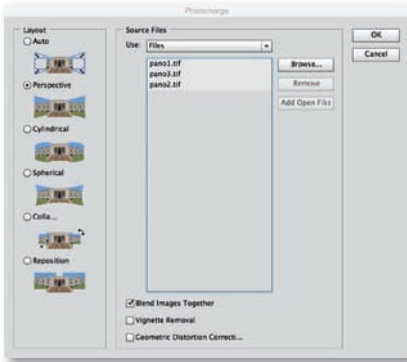 Photomerge
Layout
Auto
Perspective
Cylindrical
Spherical
Colla...
Reposition
Source Files
Use: Files
pano1.tif
pano3.tif
pano2.tif
Browse...
Remove
Add Open Files
Blend Images Together
Vignette Removal
Geometric Distortion Correcti...
OK
Cancel